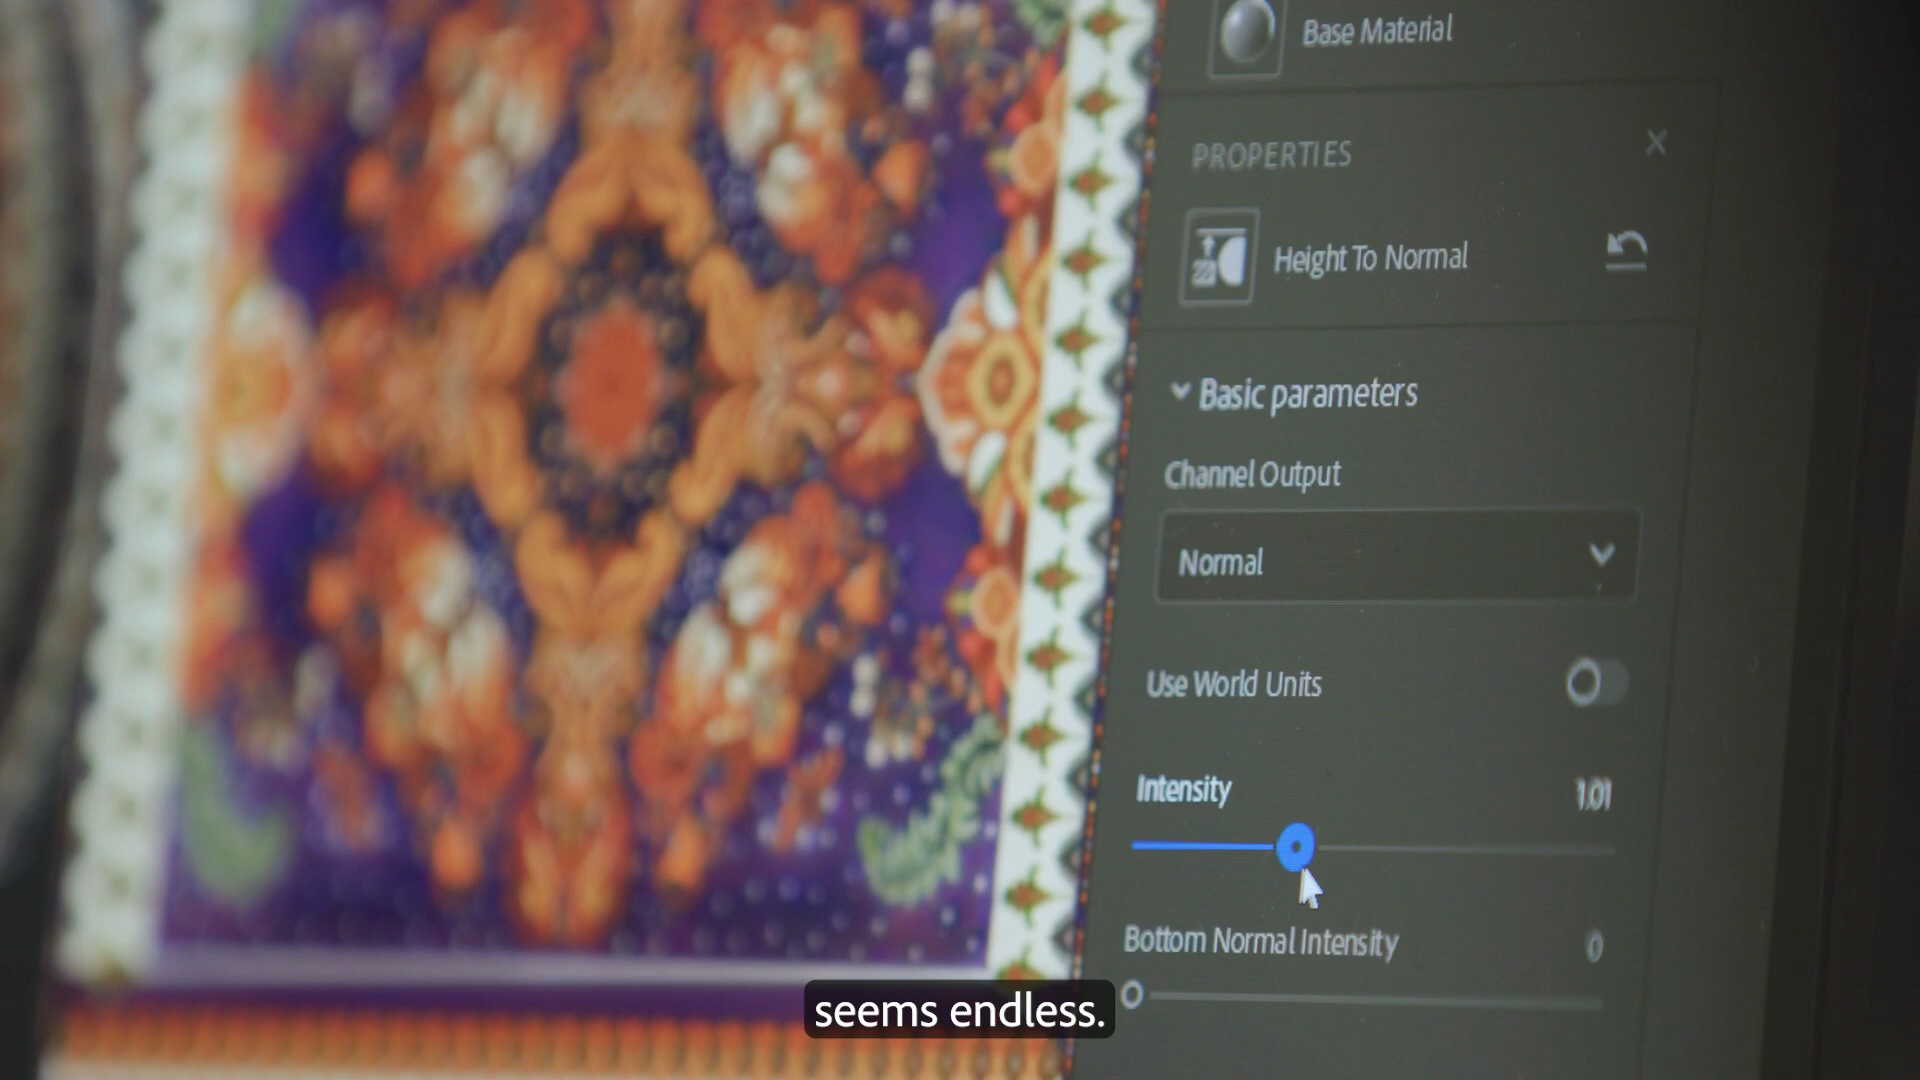 Base Material
PROPERTIES
Height To Normal
Basic parameters
Channel Output
Normal
Use World Units
Intensity
1.01
Bottom Normal Intensity
0
seems endless.